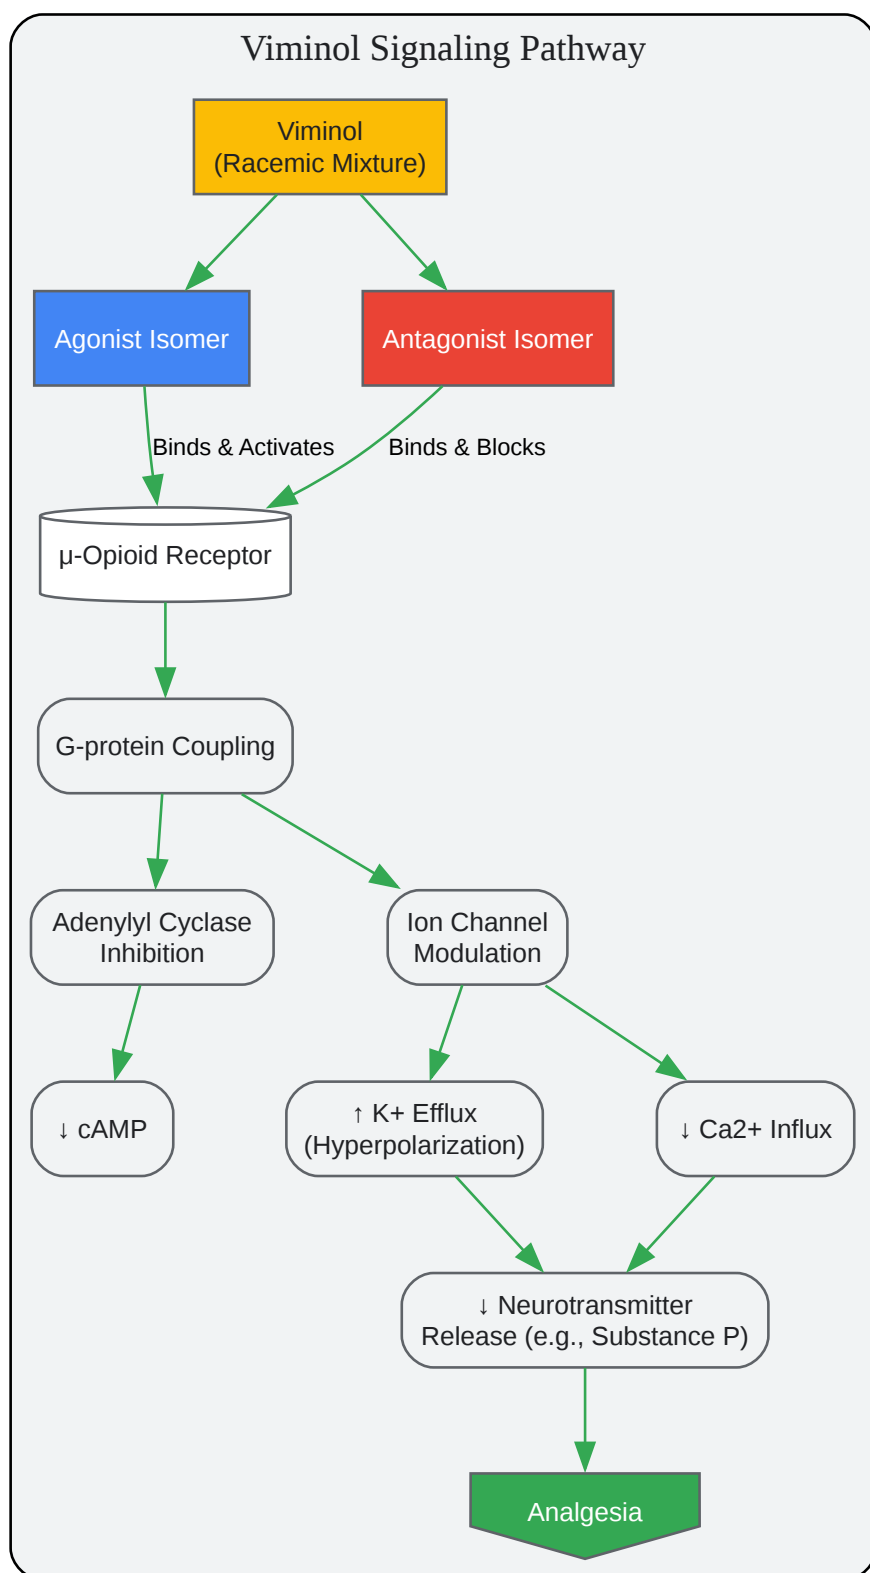 Viminol Signaling Pathway
Viminol
(Racemic Mixture)
Agonist Isomer
Antagonist Isomer
Binds & Activates
Binds & Blocks
μ-Opioid Receptor
G-protein Coupling
Adenylyl Cyclase
Inhibition
Ion Channel
Modulation
↓ cAMP
↑ K+ Efflux
(Hyperpolarization)
↓ Ca2+ Influx
↓ Neurotransmitter
Release (e.g., Substance P)
Analgesia